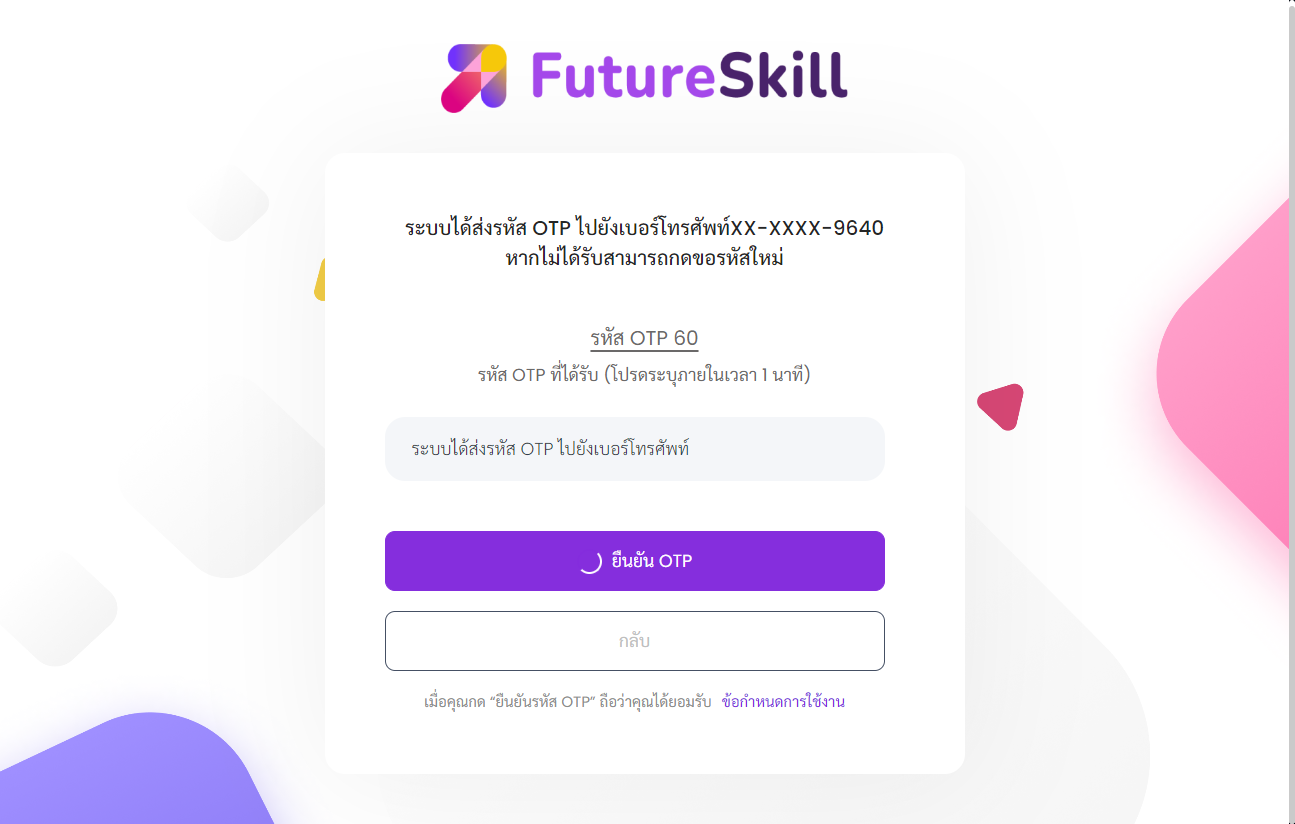 FutureSkill
ระบบได้ส่งรหัส OTP ไปยังเบอร์โทรศัพท์XX-XXXX-9640
หากไม่ได้รับสามารถกดขอรหัสใหม่
รหัส OTP 60
รหัส OTP ที่ได้รับ (โปรดระบุภายในเวลา 1 นาที)
ระบบได้ส่งรหัส OTP ไปยังเบอร์โทรศัพท์
ยืนยัน OTP
กลับ
เมื่อคุณกด “ยืนยันรหัส OTP” ถือว่าคุณได้ยอมรับ ข้อกำหนดการใช้งาน